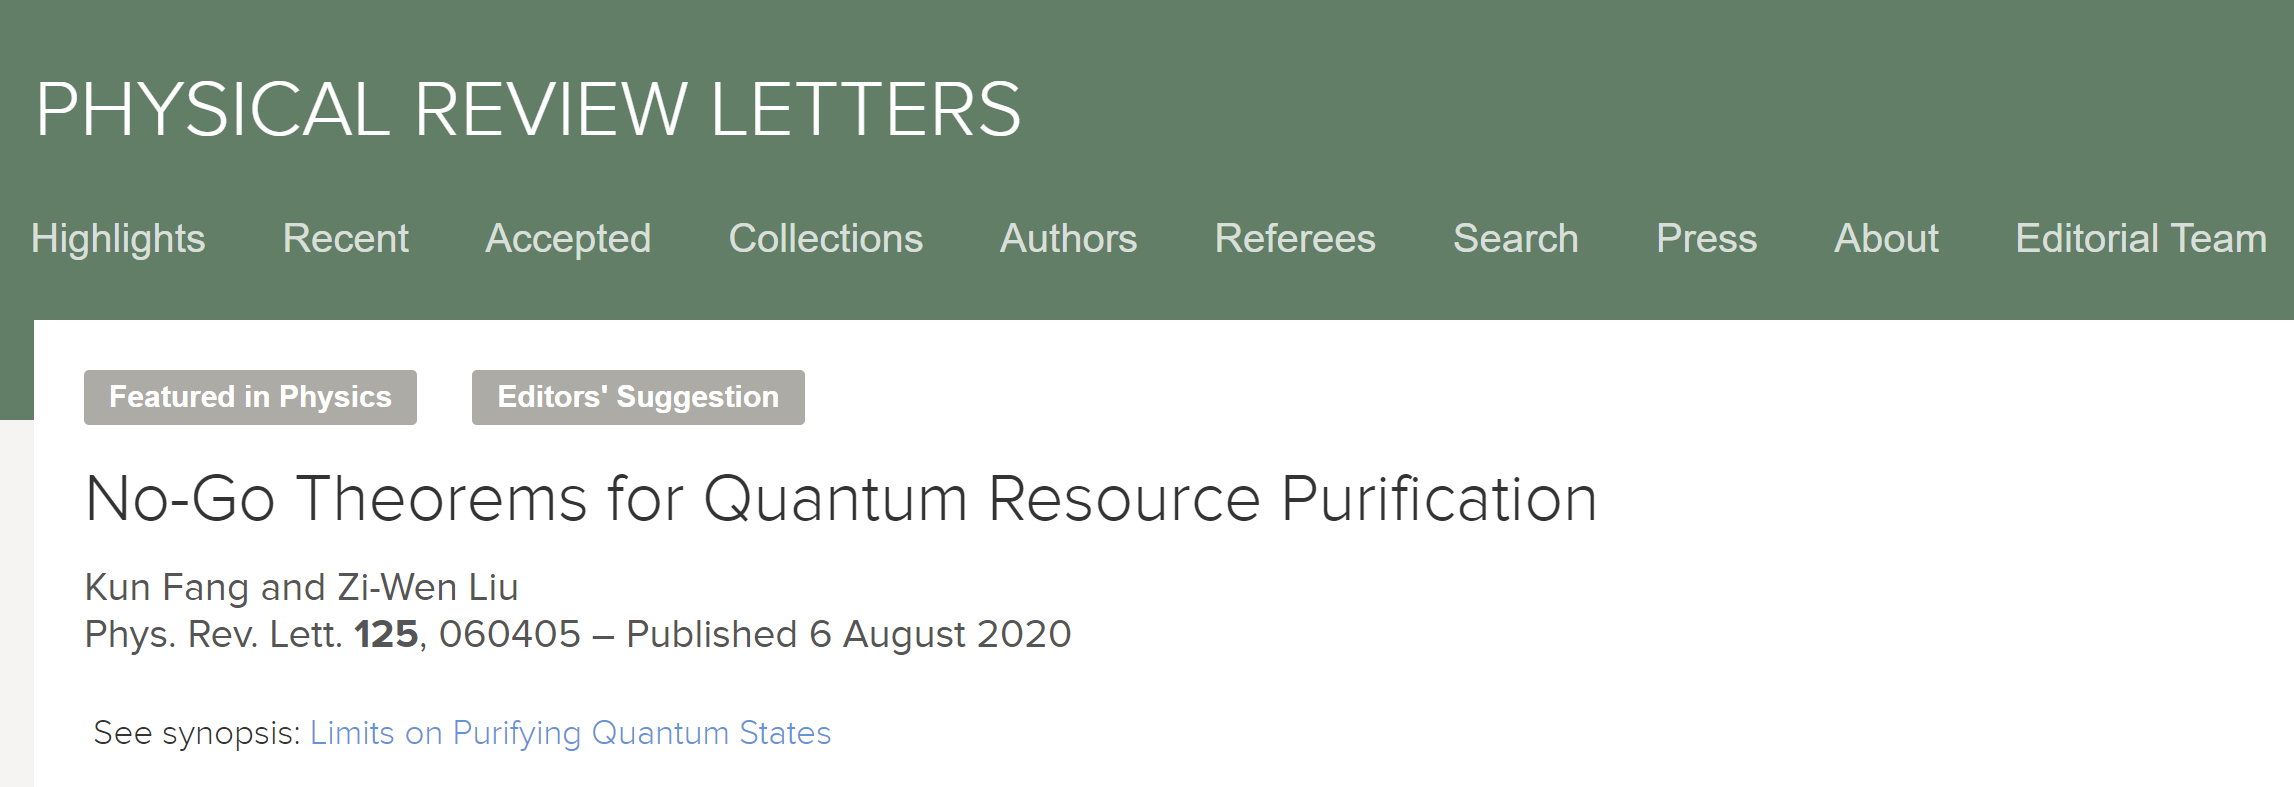 PHYSICAL REVIEW LETTERS
Highlights Recent Accepted Collections Authors Referees Search Press About Editorial Team
Featured in Physics Editors' Suggestion
No-Go Theorems for Quantum Resource Purification
Kun Fang and Zi-Wen Liu
Phys. Rev. Lett. 125, 060405 – Published 6 August 2020
See synopsis: Limits on Purifying Quantum States